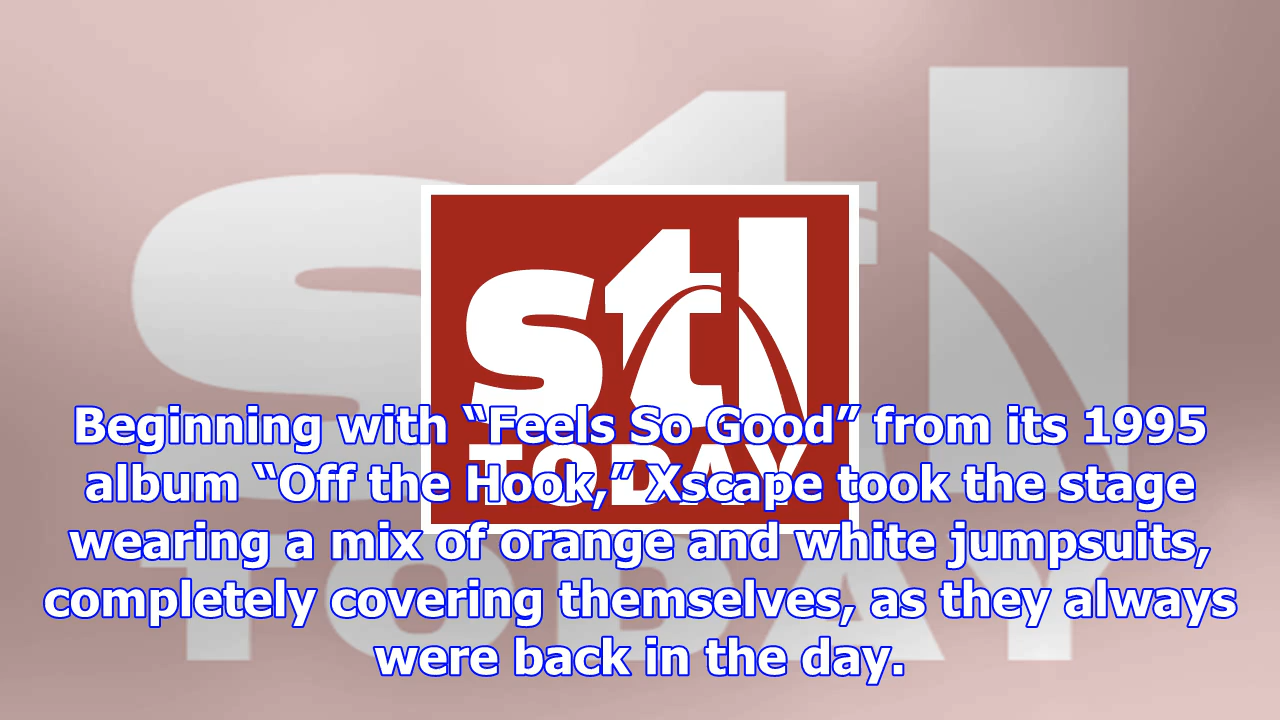 stl
TODAY
Beginning with “Feels So Good” from its 1995
album “Off the Hook,” Xscape took the stage
wearing a mix of orange and white jumpsuits,
completely covering themselves, as they always
were back in the day.